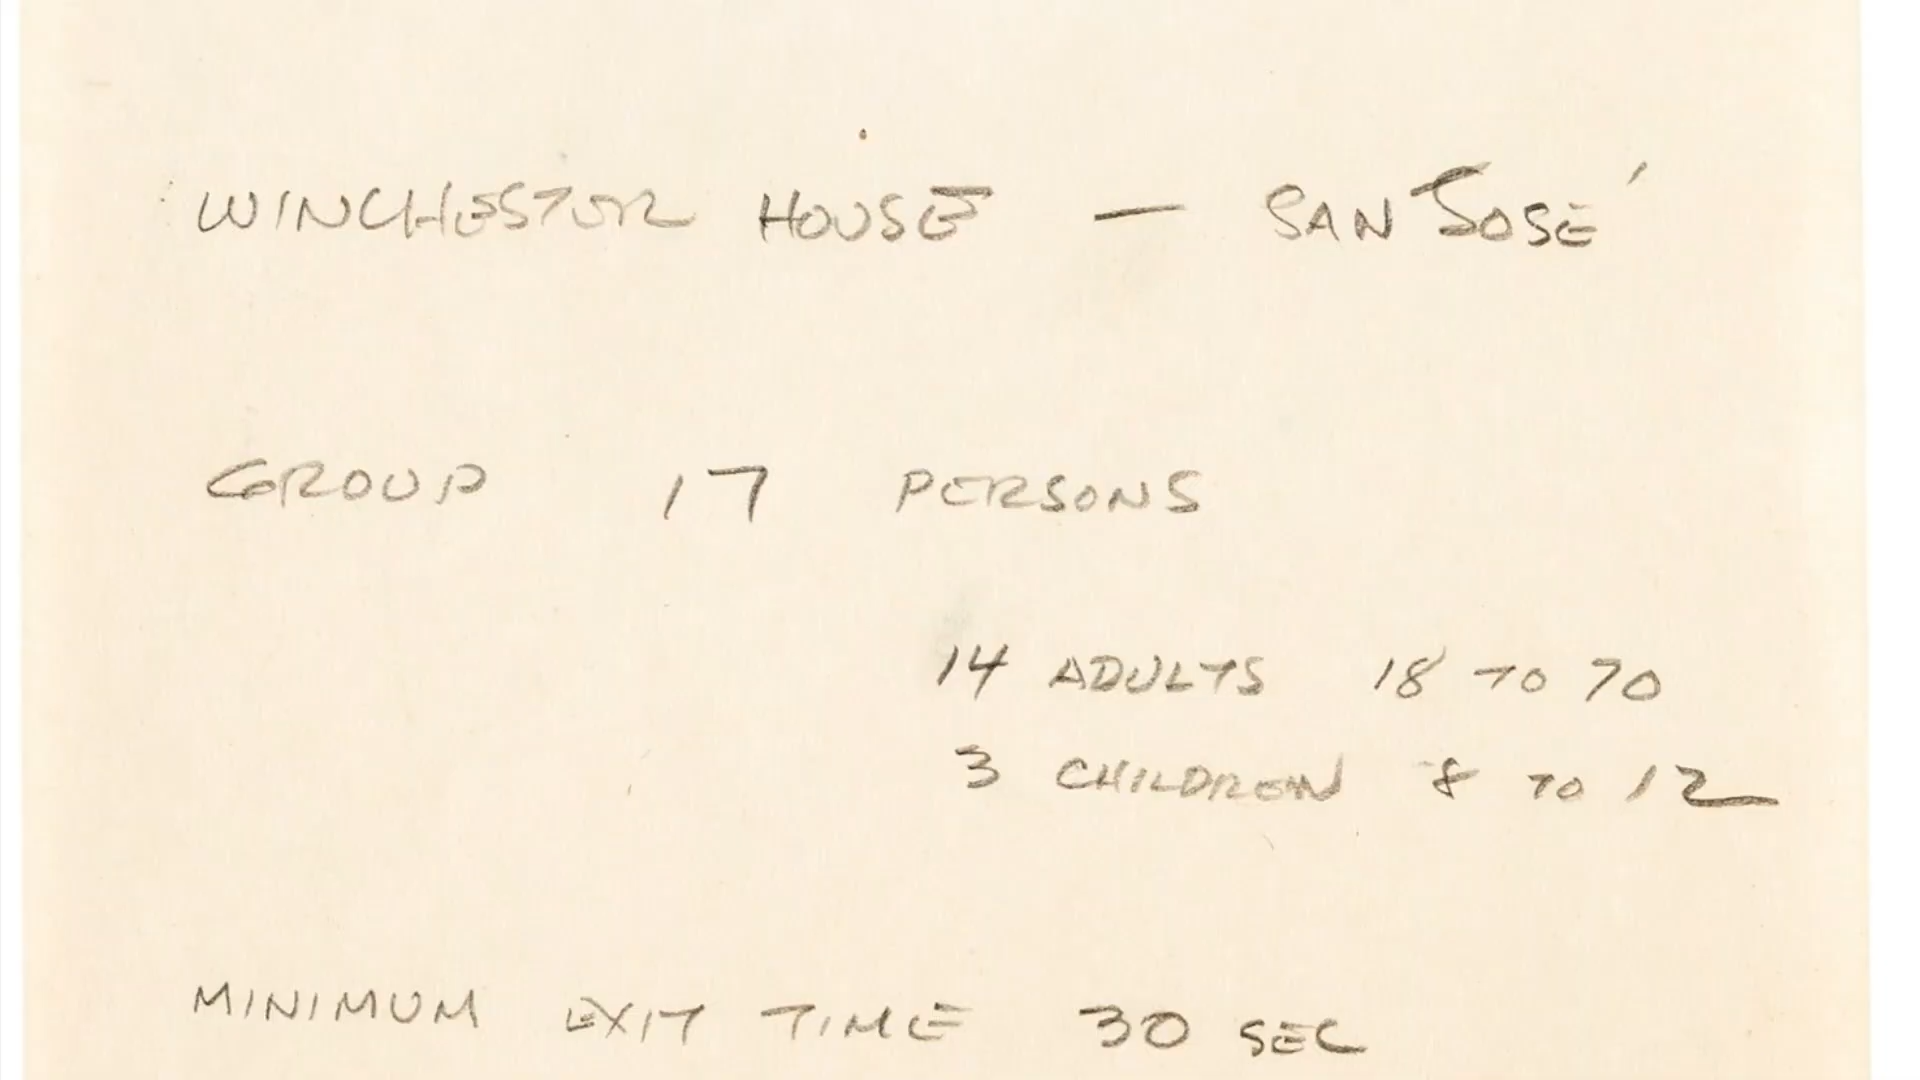 WINCHESTER HOUSE — SAN JOSÉ
GROUP 17 PERSONS
14 ADULTS 18 TO 70
3 CHILDREN 8 TO 12
MINIMUM EXIT TIME 30 SEC